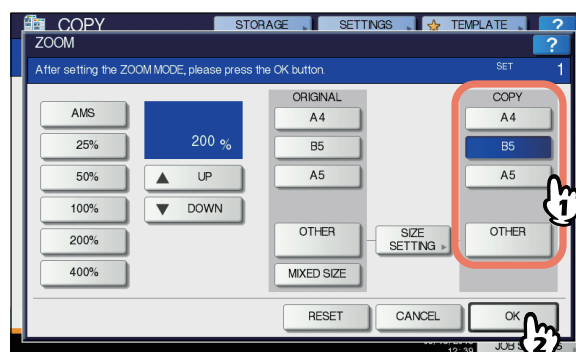 COPY STORAGE SETTINGS TEMPLATE ?
ZOOM ?
After setting the ZOOM MODE, please press the OK button. SET 1
ORIGINAL COPY
AMS A4 A4
25% 200 % B5 B5
50% UP A5 A5
1
100% DOWN
200% OTHER SIZE SETTING OTHER
400% MIXED SIZE
RESET CANCEL OK
2
12:39